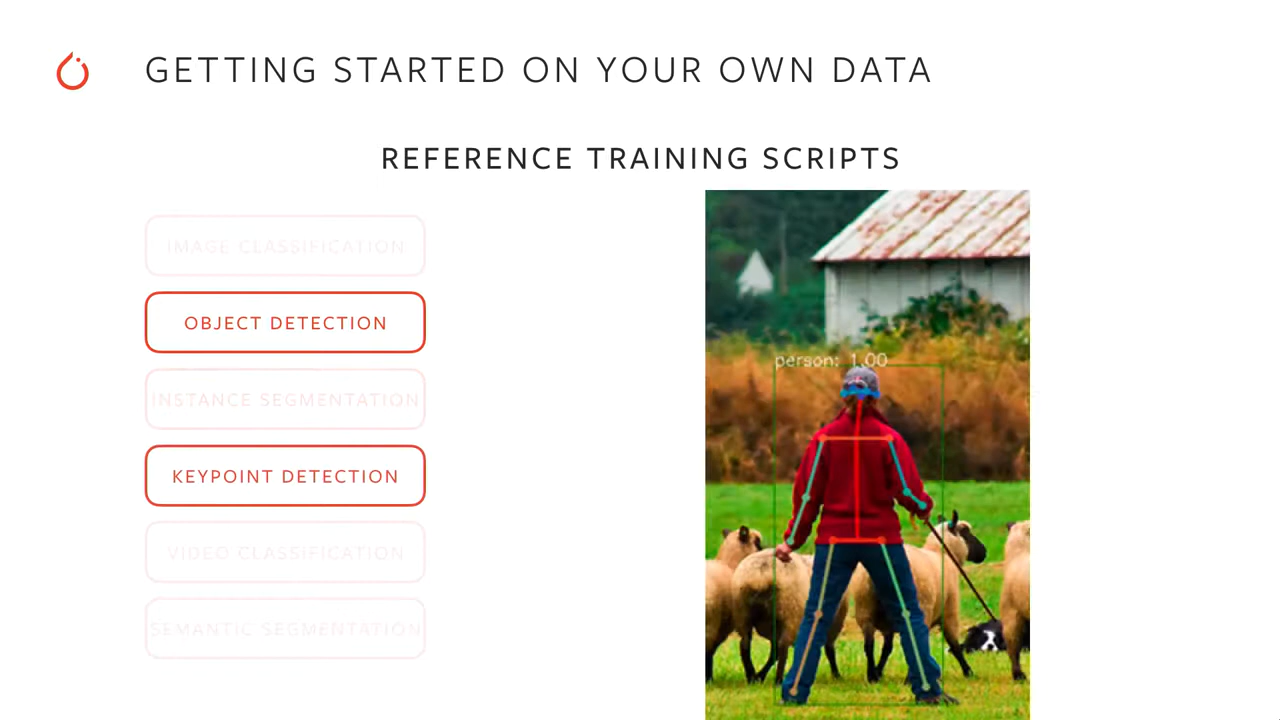 GETTING STARTED ON YOUR OWN DATA
REFERENCE TRAINING SCRIPTS
IMAGE CLASSIFICATION
OBJECT DETECTION
INSTANCE SEGMENTATION
KEYPOINT DETECTION
VIDEO CLASSIFICATION
SEMANTIC SEGMENTATION
person: 1.00